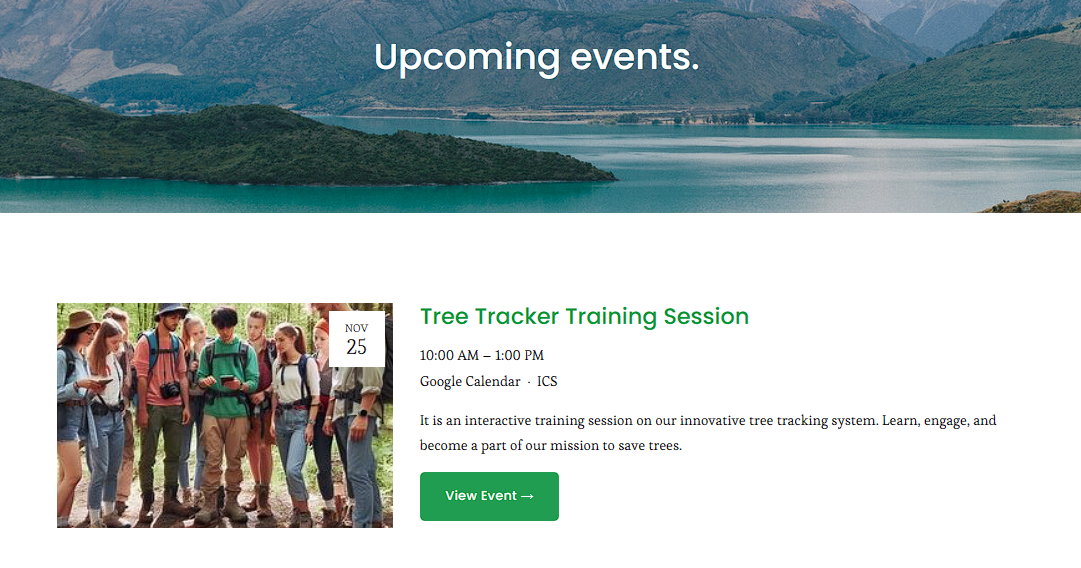 Upcoming events.
NOV
25
Tree Tracker Training Session
10:00 AM – 1:00 PM
Google Calendar · ICS
It is an interactive training session on our innovative tree tracking system. Learn, engage, and
become a part of our mission to save trees.
View Event →